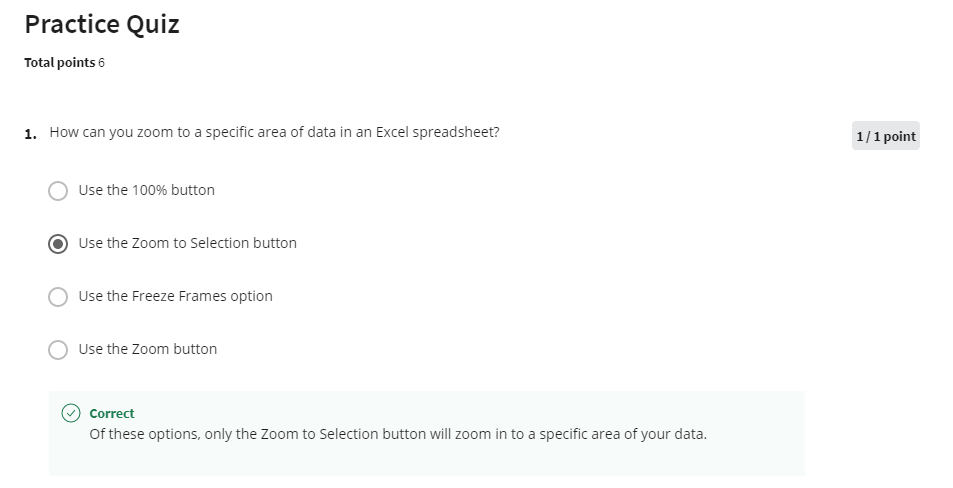 Practice Quiz
Total points 6
1. How can you zoom to a specific area of data in an Excel spreadsheet?
1 / 1 point
Use the 100% button
Use the Zoom to Selection button
Use the Freeze Frames option
Use the Zoom button
Correct
Of these options, only the Zoom to Selection button will zoom in to a specific area of your data.